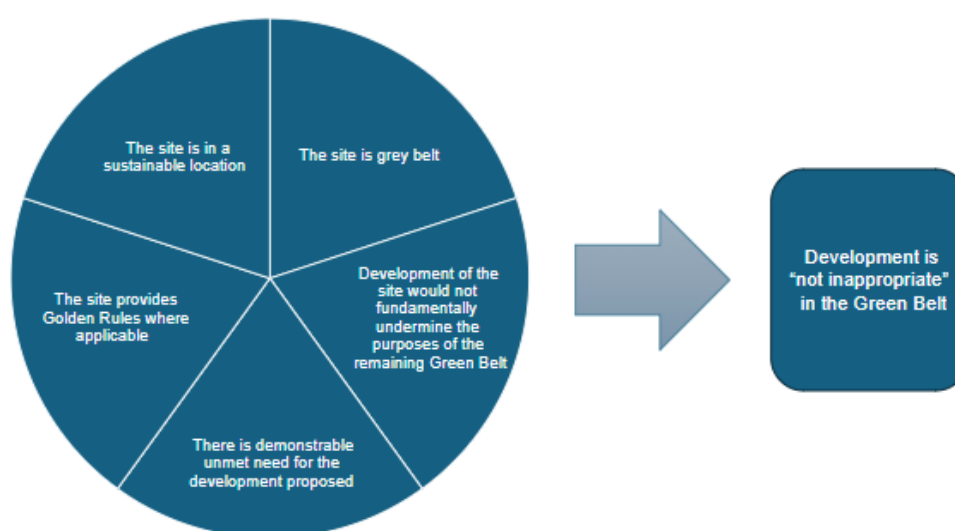 The site is in a
sustainable location
The site is grey belt
The site provides
Golden Rules where
applicable
Development of the
site would not
fundamentally
undermine the
purposes of the
remaining Green Belt
There is demonstrable
unmet need for the
development proposed
Development is
“not inappropriate”
in the Green Belt